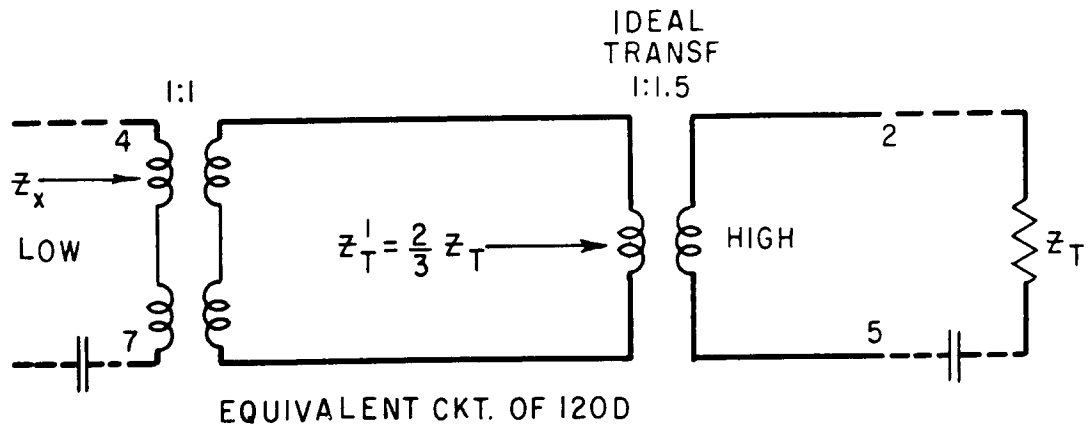 IDEAL
TRANSF
1:1.5
1:1
4
2
Z_x
LOW
Z'_T = 2/3 Z_T
HIGH
Z_T
7
5
EQUIVALENT CKT. OF 120D